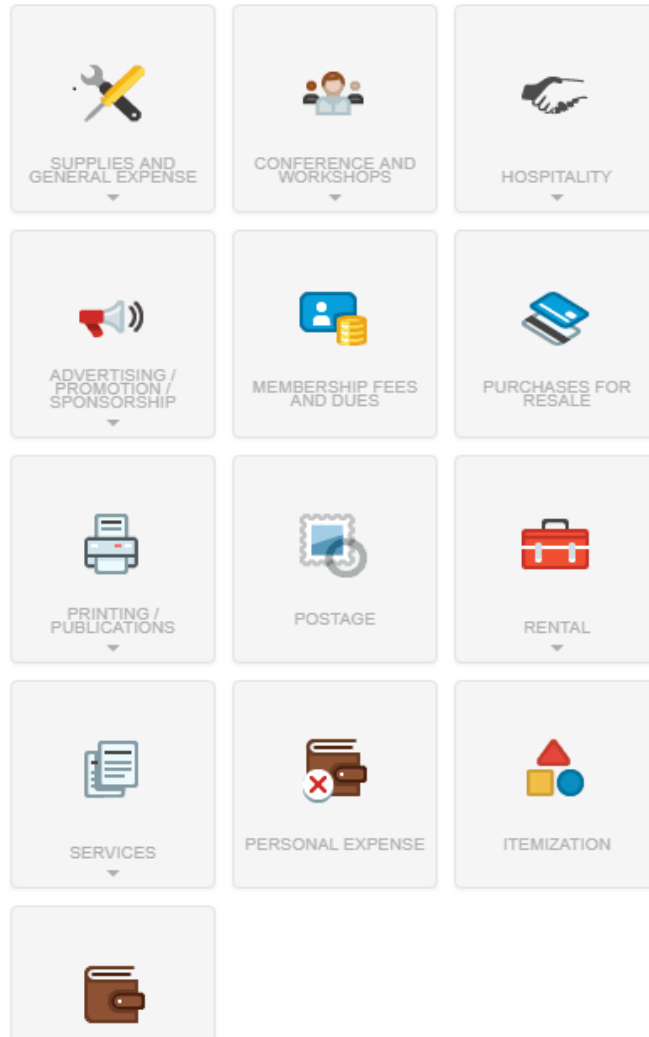 SUPPLIES AND
GENERAL EXPENSE
CONFERENCE AND
WORKSHOPS
HOSPITALITY
ADVERTISING /
PROMOTION /
SPONSORSHIP
MEMBERSHIP FEES
AND DUES
PURCHASES FOR
RESALE
PRINTING /
PUBLICATIONS
POSTAGE
RENTAL
SERVICES
PERSONAL EXPENSE
ITEMIZATION